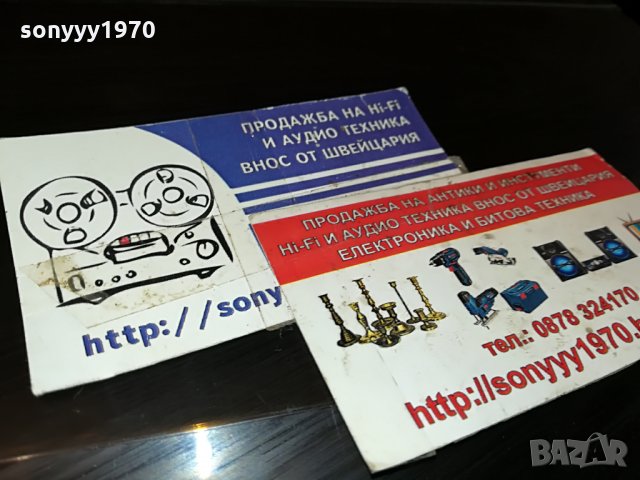 sonyyy1970
ПРОДАЖБА НА Hi-Fi
И АУДИО ТЕХНИКА
ВНОС ОТ ШВЕЙЦАРИЯ
http://sony
ПРОДАЖБА НА АНТИКИ И ИНСТРУМЕНТИ
Hi-Fi И АУДИО ТЕХНИКА ВНОС ОТ ШВЕЙЦАРИЯ
ЕЛЕКТРОНИКА И БИТОВА ТЕХНИКА
тел.: 0878 324170
http://sonyyy1970.b
BAZAR
bg